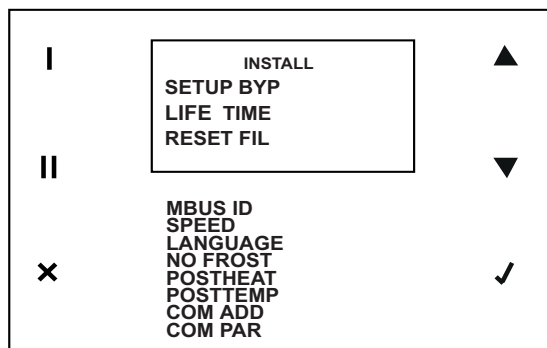 INSTALL
SETUP BYP
LIFE TIME
RESET FIL
I
II
MBUS ID
SPEED
LANGUAGE
NO FROST
POSTHEAT
POSTTEMP
COM ADD
COM PAR